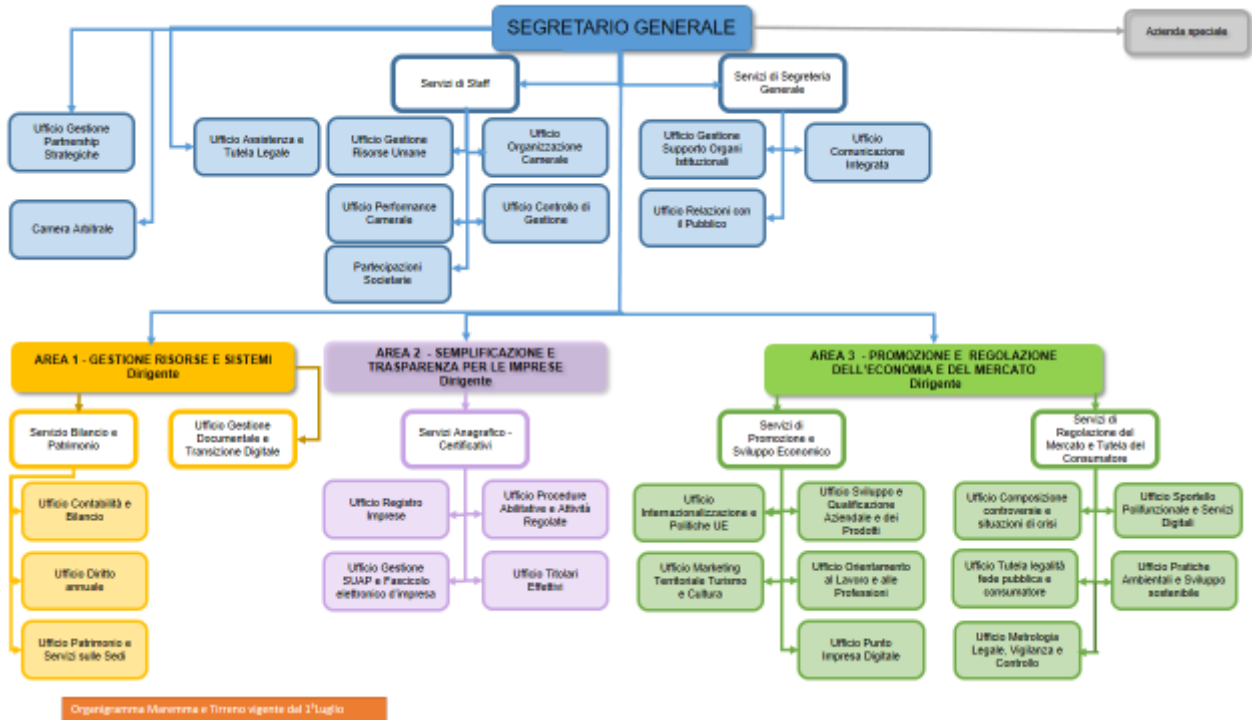 SEGRETARIO GENERALE
Azienda speciale
Servizi di Staff
Servizi di Segreteria
Generale
Ufficio Gestione
Partnership
Strategiche
Ufficio Assistenza e
Tutela Legale
Ufficio Gestione
Risorse Umane
Ufficio
Organizzazione
Camerale
Ufficio Gestione
Supporto Organi
Istituzionali
Ufficio
Comunicazione
Integrata
Camera Arbitrale
Ufficio Performance
Camerale
Ufficio Controllo di
Gestione
Ufficio Relazioni con
il Pubblico
Partecipazioni
Societarie
AREA 1 - GESTIONE RISORSE E SISTEMI
Dirigente
AREA 2 - SEMPLIFICAZIONE E
TRASPARENZA PER LE IMPRESE
Dirigente
AREA 3 - PROMOZIONE E REGOLAZIONE
DELL'ECONOMIA E DEL MERCATO
Dirigente
Servizio Bilancio e
Patrimonio
Ufficio Gestione
Documentale e
Transizione Digitale
Servizi Anagrafico -
Certificativi
Servizi di
Promozione e
Sviluppo Economico
Servizi di
Regolazione del
Mercato e Tutela del
Consumatore
Ufficio Contabilità e
Bilancio
Ufficio Diritto
annuale
Ufficio Patrimonio e
Servizi sulle Sedi
Ufficio Registro
Imprese
Ufficio Procedure
Abilitative e Attività
Regolate
Ufficio Gestione
SUAP e Fascicolo
elettronico d'impresa
Ufficio Titolari
Effettivi
Ufficio
Internazionalizzazione e
Politiche UE
Ufficio Sviluppo e
Qualificazione
Aziendale e dei
Prodotti
Ufficio Marketing
Territoriale Turismo
e Cultura
Ufficio Orientamento
al Lavoro e alle
Professioni
Ufficio Punto
Impresa Digitale
Ufficio Composizione
controversie e
situazioni di crisi
Ufficio Sportello
Polifunzionale e Servizi
Digitali
Ufficio Tutela legalità
fede pubblica e
consumatore
Ufficio Pratiche
Ambientali e Sviluppo
sostenibile
Ufficio Metrologia
Legale, Vigilanza e
Controllo
Organigramma Maremma e Tirreno vigente dal 1°Luglio